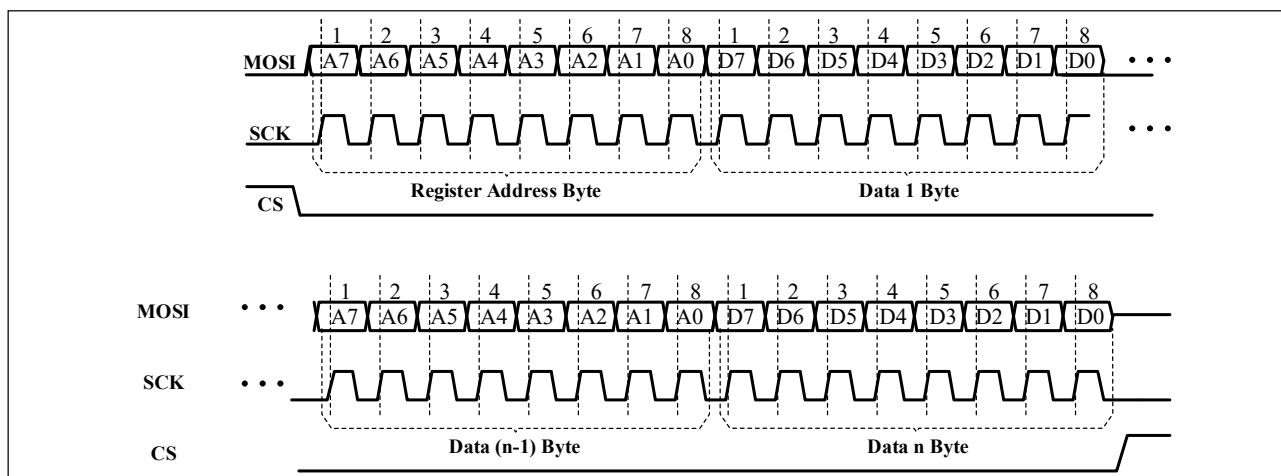 1 2 3 4 5 6 7 8 1 2 3 4 5 6 7 8
MOSI A7 A6 A5 A4 A3 A2 A1 A0 D7 D6 D5 D4 D3 D2 D1 D0 • • •
SCK • • •
Register Address Byte Data 1 Byte
CS
1 2 3 4 5 6 7 8 1 2 3 4 5 6 7 8
MOSI • • • A7 A6 A5 A4 A3 A2 A1 A0 D7 D6 D5 D4 D3 D2 D1 D0
SCK • • •
Data (n-1) Byte Data n Byte
CS